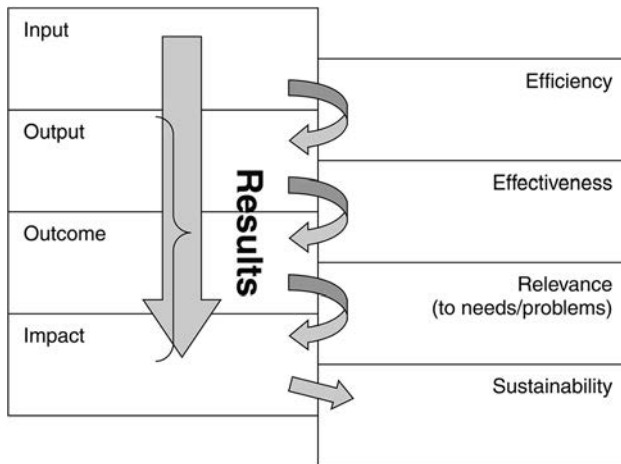 Input
Output
Outcome
Impact
Results
Efficiency
Effectiveness
Relevance
(to needs/problems)
Sustainability